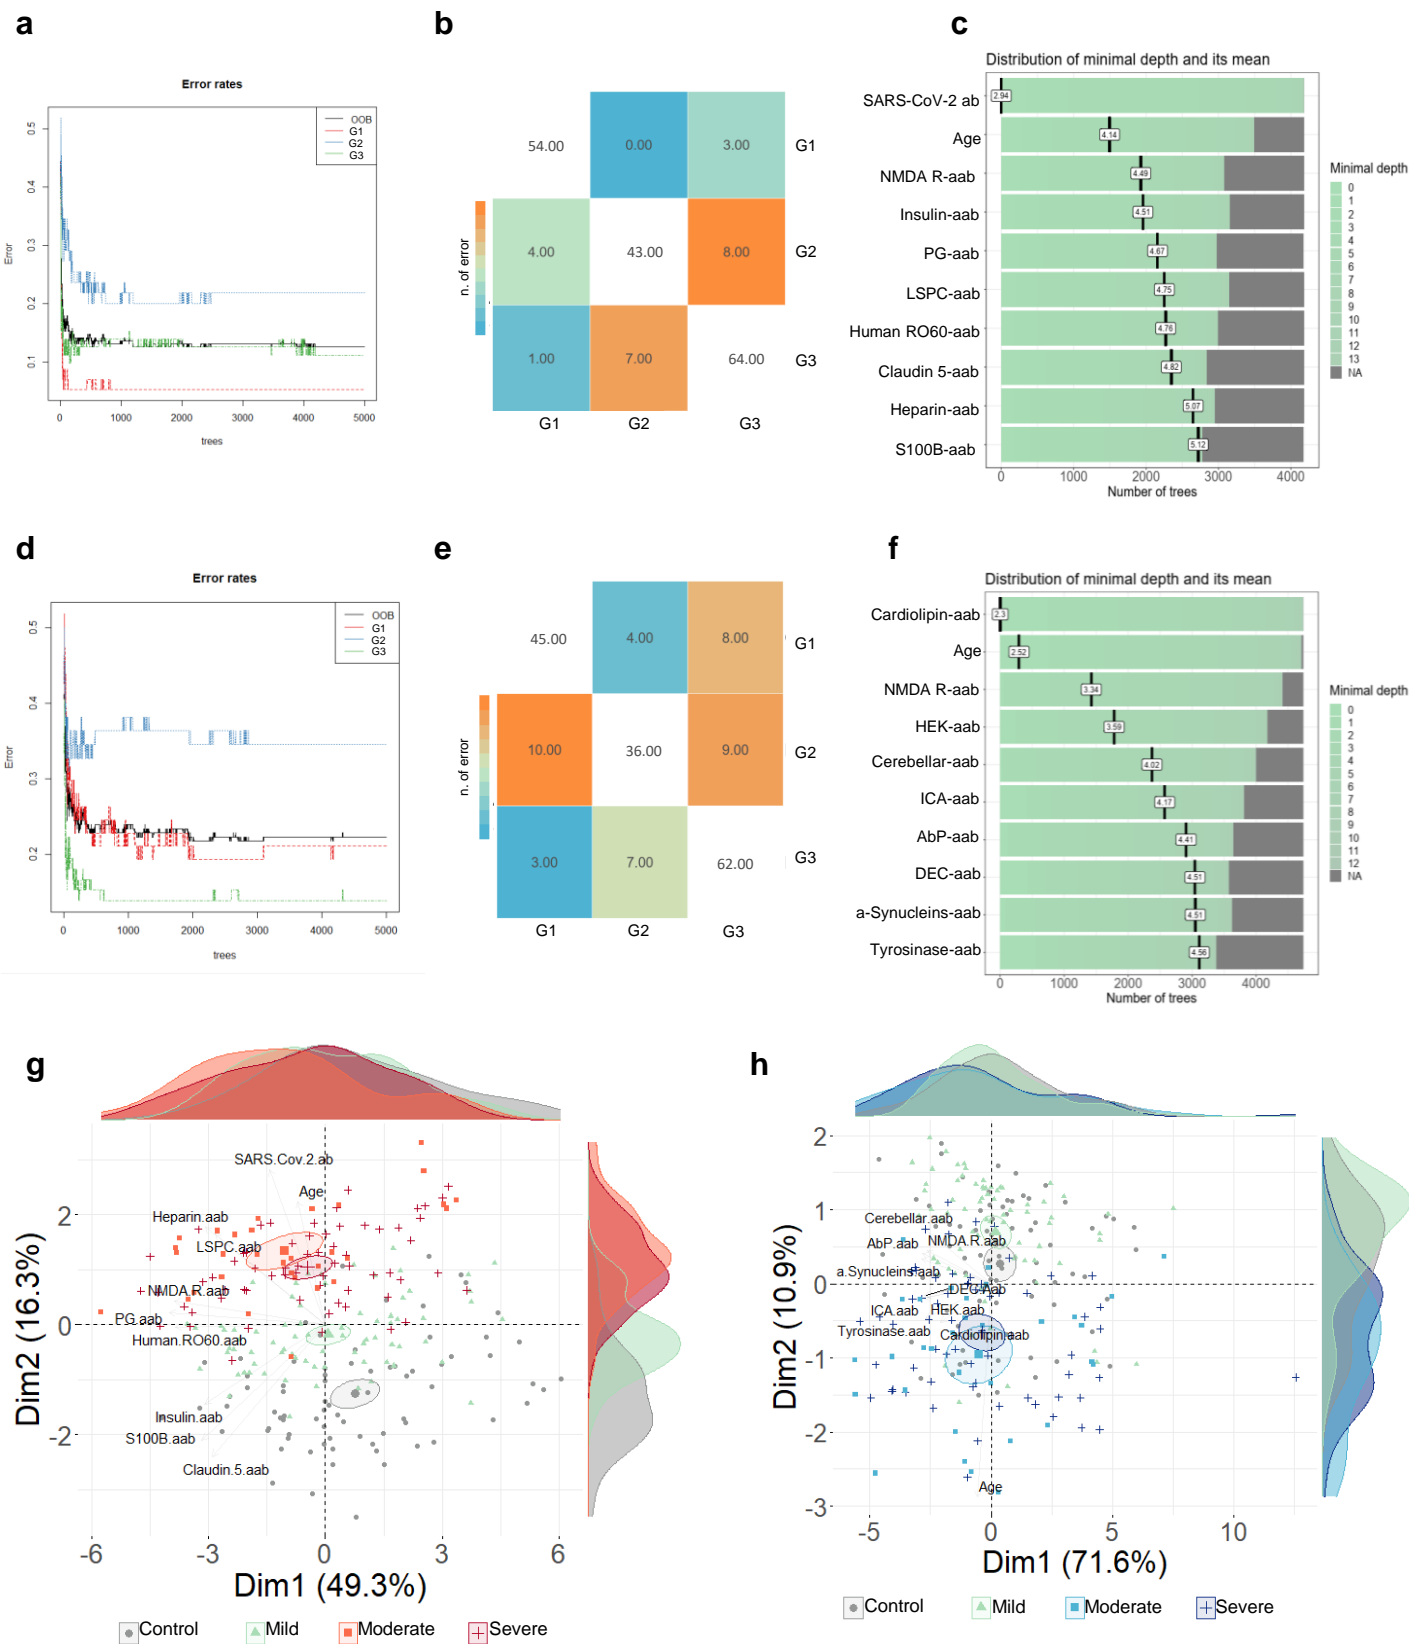 a
Error rates
OOB
G1
G2
G3
0.5
0.4
0.3
0.2
0.1
Error
0
1000
2000
3000
4000
5000
trees
b
54.00
0.00
3.00
G1
4.00
43.00
8.00
G2
1.00
7.00
64.00
G3
n. of error
G1
G2
G3
c
Distribution of minimal depth and its mean
SARS-CoV-2 ab
2.94
Age
4.14
NMDA R-aab
4.49
Insulin-aab
4.51
PG-aab
4.67
LSPC-aab
4.75
Human RO60-aab
4.76
Claudin 5-aab
4.82
Heparin-aab
5.07
S100B-aab
5.12
0
1000
2000
3000
4000
Number of trees
Minimal depth
0
1
2
3
4
5
6
7
8
9
10
11
12
13
NA
d
Error rates
OOB
G1
G2
G3
0.5
0.4
0.3
0.2
Error
0
1000
2000
3000
4000
5000
trees
e
45.00
4.00
8.00
G1
10.00
36.00
9.00
G2
3.00
7.00
62.00
G3
n. of error
G1
G2
G3
f
Distribution of minimal depth and its mean
Cardiolipin-aab
2.3
Age
2.52
NMDA R-aab
3.34
HEK-aab
3.59
Cerebellar-aab
4.02
ICA-aab
4.17
AbP-aab
4.41
DEC-aab
4.51
a-Synucleins-aab
4.51
Tyrosinase-aab
4.56
0
1000
2000
3000
4000
Number of trees
Minimal depth
0
1
2
3
4
5
6
7
8
9
10
11
12
NA
g
SARS.Cov.2.ab
Age
Heparin.aab
LSPC.aab
NMDA.R.aab
PG.aab
Human.RO60.aab
Insulin.aab
S100B.aab
Claudin.5.aab
2
0
-2
Dim2 (16.3%)
-6
-3
0
3
6
Dim1 (49.3%)
Control
Mild
Moderate
Severe
h
Cerebellar.aab
AbP.aab
NMDA.R.aab
a.Synucleins.aab
DEC.Aab
ICA.aab
HEK.aab
Tyrosinase.aab
Cardiolipin.aab
Age
2
1
0
-1
-2
-3
Dim2 (10.9%)
-5
0
5
10
Dim1 (71.6%)
Control
Mild
Moderate
Severe